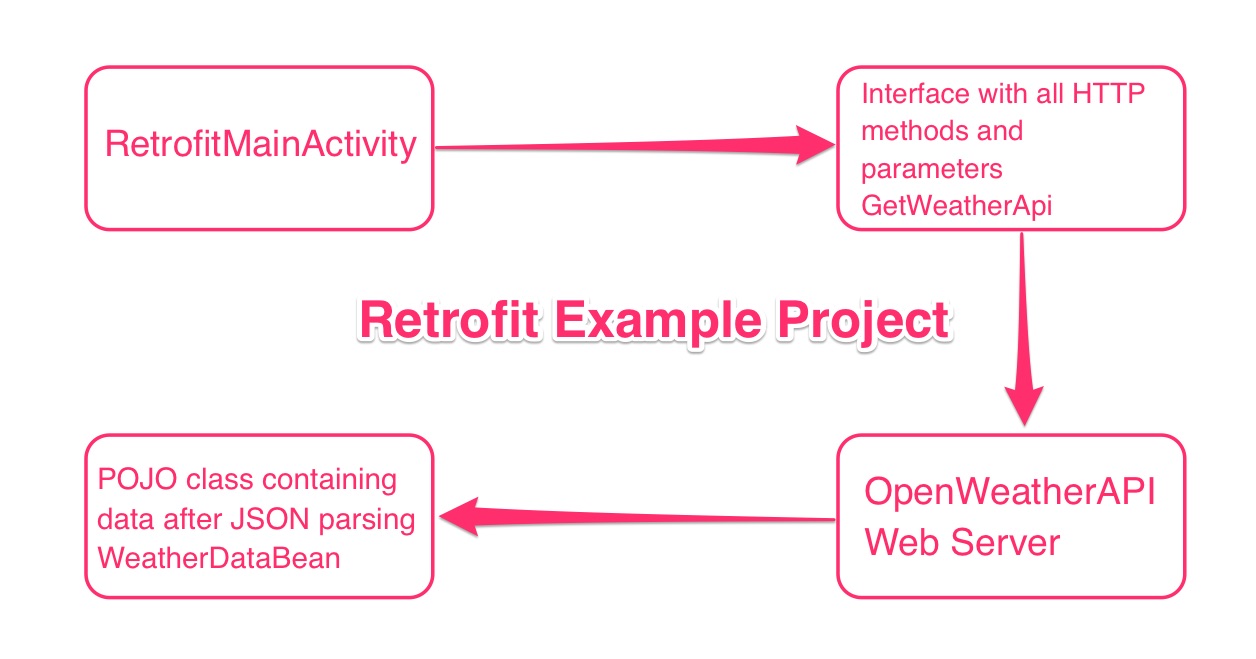 RetrofitMainActivity
Interface with all HTTP
methods and
parameters
GetWeatherApi
Retrofit Example Project
POJO class containing
data after JSON parsing
WeatherDataBean
OpenWeatherAPI
Web Server